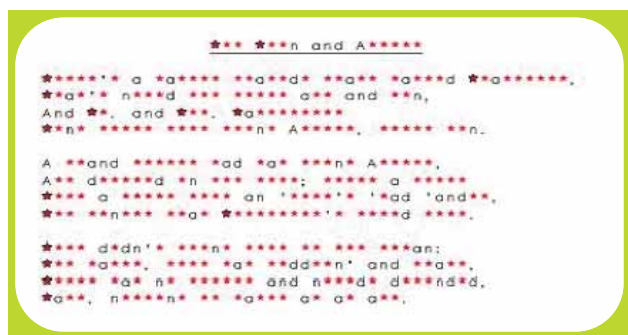 *** ***n and A*****
*****'* a *a**** **a**d* **a** *a***d **a******,
**a*'* n***d *** ***** a** and **n,
And **. and ***. *a********
**n* ***** **** ***n* A*****, ***** **n.
A **and ****** *ad *a* ***n* A*****,
A** d*****d *n *** ****; ***** a *****
**** a ***** **** an '****'* '*ad 'and**,
*** **n*** **a* *********'* ****d ****.
**** d*dn'* ***n* **** ** *** ***an:
*** *a***, **** *a* **dd**n' and **a**,
***** *a* n* ****** and n***d* d***nd*d,
*a**, n****n* ** *a*** a* a* a**.